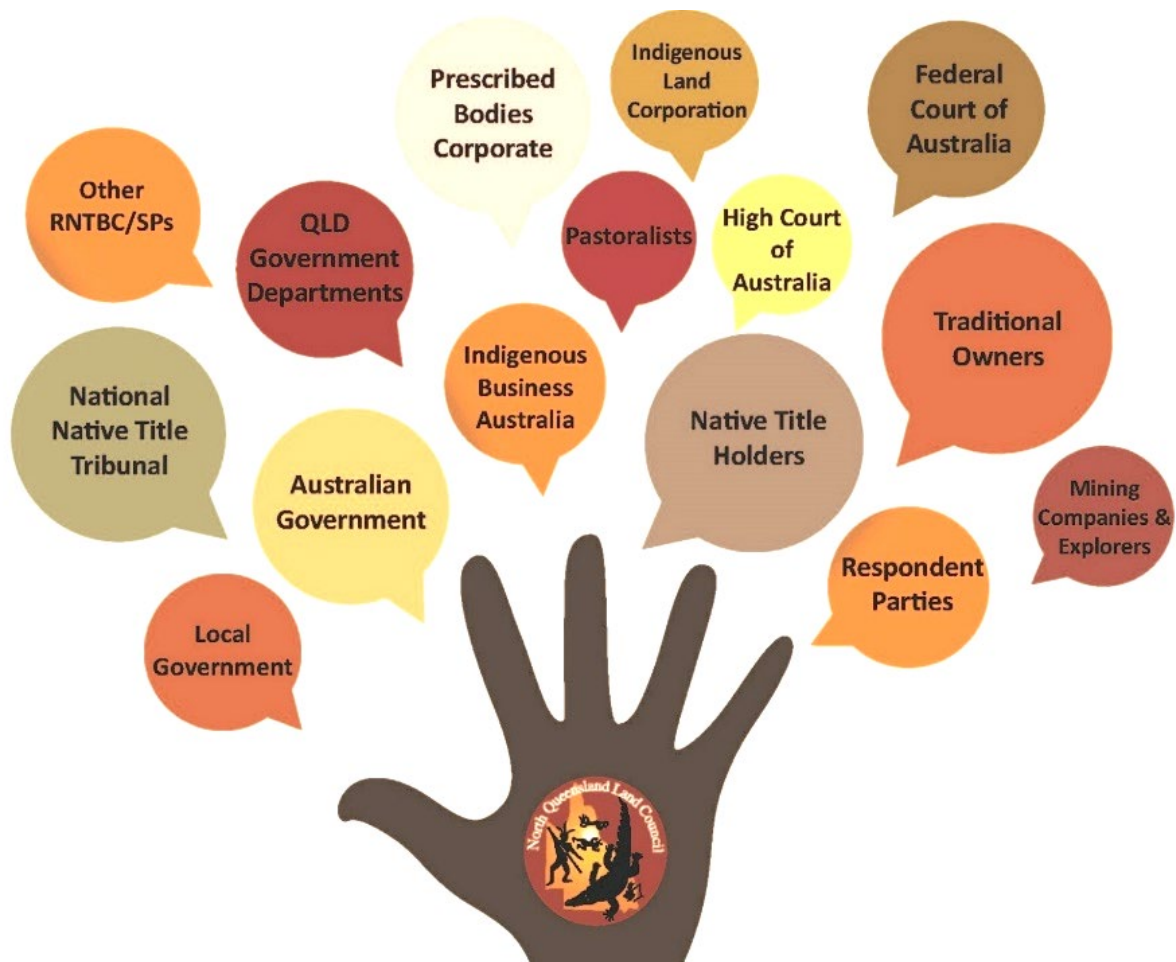 Prescribed
Bodies
Corporate
Indigenous
Land
Corporation
Federal
Court of
Australia
Other
RNTBC/SPs
QLD
Government
Departments
Pastoralists
High Court
of
Australia
Traditional
Owners
National
Native Title
Tribunal
Indigenous
Business
Australia
Native Title
Holders
Australian
Government
Mining
Companies &
Explorers
Respondent
Parties
Local
Government
North Queensland Land Council